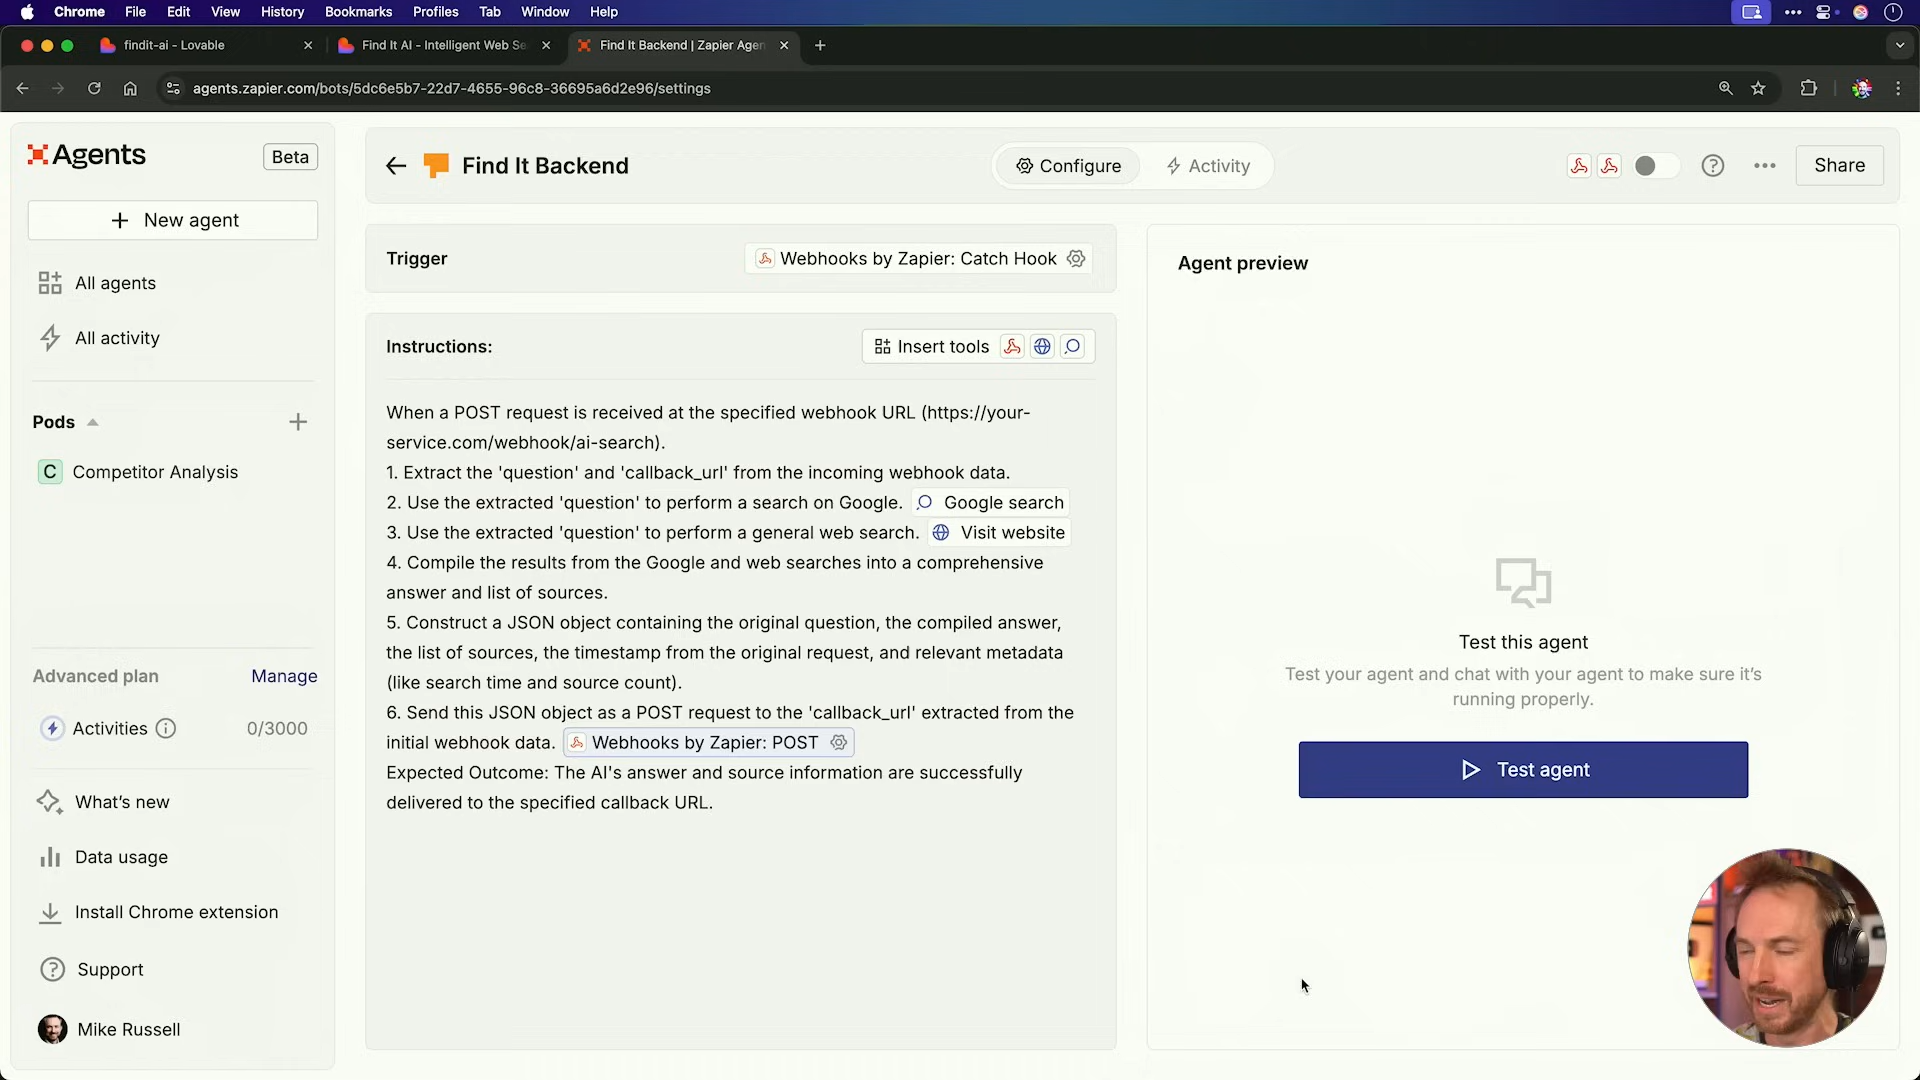 Chrome File Edit View History Bookmarks Profiles Tab Window Help
findit-ai - Lovable
Find It AI - Intelligent Web Se
Find It Backend | Zapier Agen
agents.zapier.com/bots/5dc6e5b7-22d7-4655-96c8-36695a6d2e96/settings
Agents
Beta
New agent
All agents
All activity
Pods
C Competitor Analysis
Advanced plan
Manage
Activities
0/3000
What's new
Data usage
Install Chrome extension
Support
Mike Russell
Find It Backend
Configure
Activity
Share
Trigger
Webhooks by Zapier: Catch Hook
Instructions:
Insert tools
When a POST request is received at the specified webhook URL (https://your-
service.com/webhook/ai-search).
1. Extract the 'question' and 'callback_url' from the incoming webhook data.
2. Use the extracted 'question' to perform a search on Google. Google search
3. Use the extracted 'question' to perform a general web search. Visit website
4. Compile the results from the Google and web searches into a comprehensive
answer and list of sources.
5. Construct a JSON object containing the original question, the compiled answer,
the list of sources, the timestamp from the original request, and relevant metadata
(like search time and source count).
6. Send this JSON object as a POST request to the 'callback_url' extracted from the
initial webhook data. Webhooks by Zapier: POST
Expected Outcome: The AI's answer and source information are successfully
delivered to the specified callback URL.
Agent preview
Test this agent
Test your agent and chat with your agent to make sure it's
running properly.
Test agent